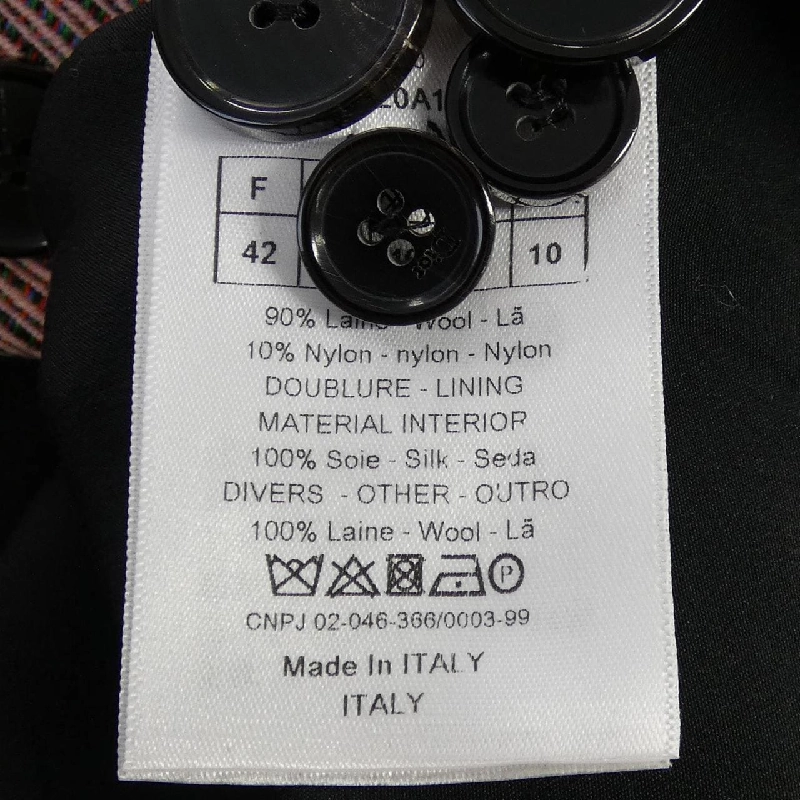 20A1
F
42 10
90% Laine - Wool - Lã
10% Nylon - nylon - Nylon
DOUBLURE - LINING
MATERIAL INTERIOR
100% Soie - Silk - Seda
DIVERS - OTHER - OUTRO
100% Laine - Wool - Lã
P
CNPJ 02-046-366/0003-99
Made In ITALY
ITALY